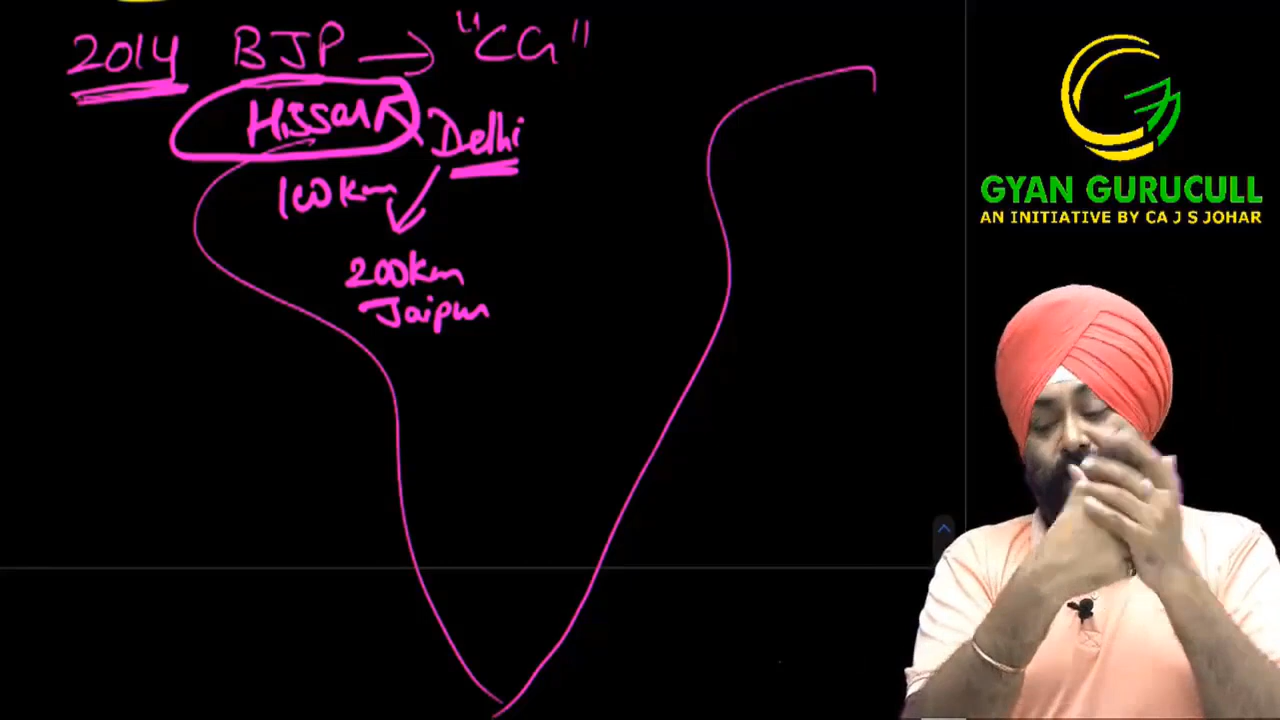 2014 BJP → "CG"
Hissar Delhi
100km
200km
Jaipur
GYAN GURUCULL
AN INITIATIVE BY CA J S JOHAR